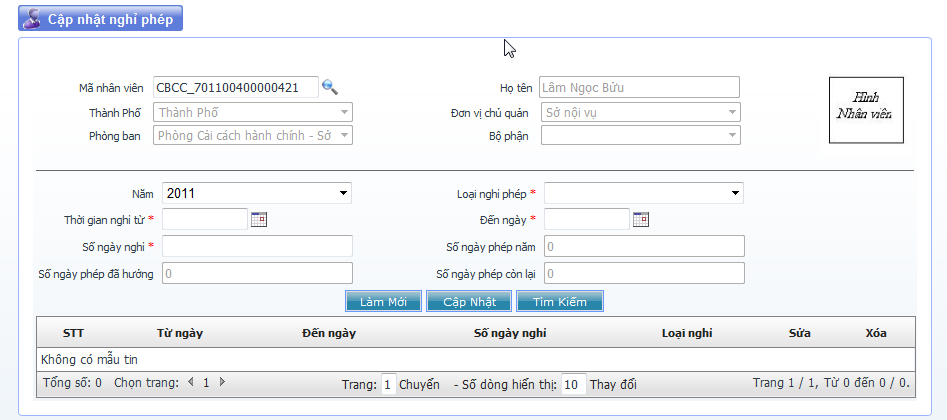 Cập nhật nghỉ phép
Mã nhân viên CBCC_701100400000421 Họ tên Lâm Ngọc Bửu
Hình
Nhân viên
Thành Phố Thành Phố Đơn vị chủ quản Sở nội vụ
Phòng ban Phòng Cải cách hành chính - Sở Bộ phận
Năm 2011 Loại nghỉ phép *
Thời gian nghỉ từ * Đến ngày *
Số ngày nghỉ * Số ngày phép năm 0
Số ngày phép đã hưởng 0 Số ngày phép còn lại 0
Làm Mới Cập Nhật Tìm Kiếm
STT Từ ngày Đến ngày Số ngày nghỉ Loại nghỉ Sửa Xóa
Không có mẫu tin
Tổng số: 0 Chọn trang: 1 Trang: 1 Chuyển - Số dòng hiển thị: 10 Thay đổi Trang 1 / 1, Từ 0 đến 0 / 0.